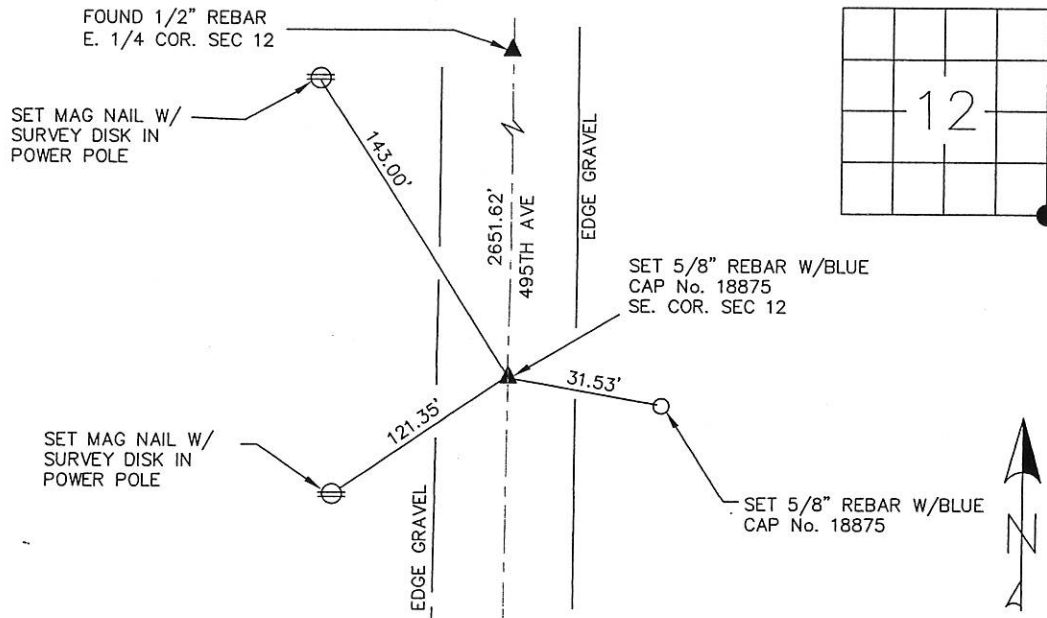 FOUND 1/2" REBAR
E. 1/4 COR. SEC 12
SET MAG NAIL W/
SURVEY DISK IN
POWER POLE
143.00'
2651.62'
495TH AVE
EDGE GRAVEL
12
SET 5/8" REBAR W/BLUE
CAP No. 18875
SE. COR. SEC 12
31.53'
121.35'
SET MAG NAIL W/
SURVEY DISK IN
POWER POLE
EDGE GRAVEL
SET 5/8" REBAR W/BLUE
CAP No. 18875
N